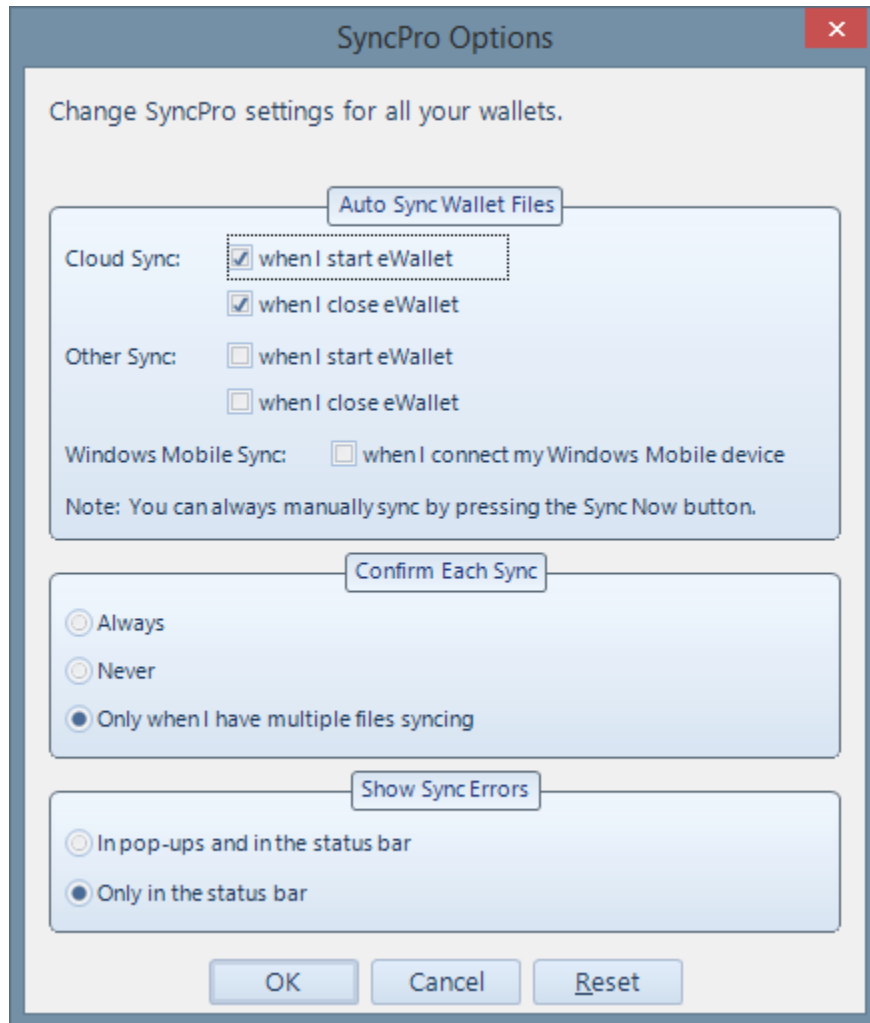 SyncPro Options
Change SyncPro settings for all your wallets.
Auto Sync Wallet Files
Cloud Sync: when I start eWallet
when I close eWallet
Other Sync: when I start eWallet
when I close eWallet
Windows Mobile Sync: when I connect my Windows Mobile device
Note: You can always manually sync by pressing the Sync Now button.
Confirm Each Sync
Always
Never
Only when I have multiple files syncing
Show Sync Errors
In pop-ups and in the status bar
Only in the status bar
OK Cancel Reset